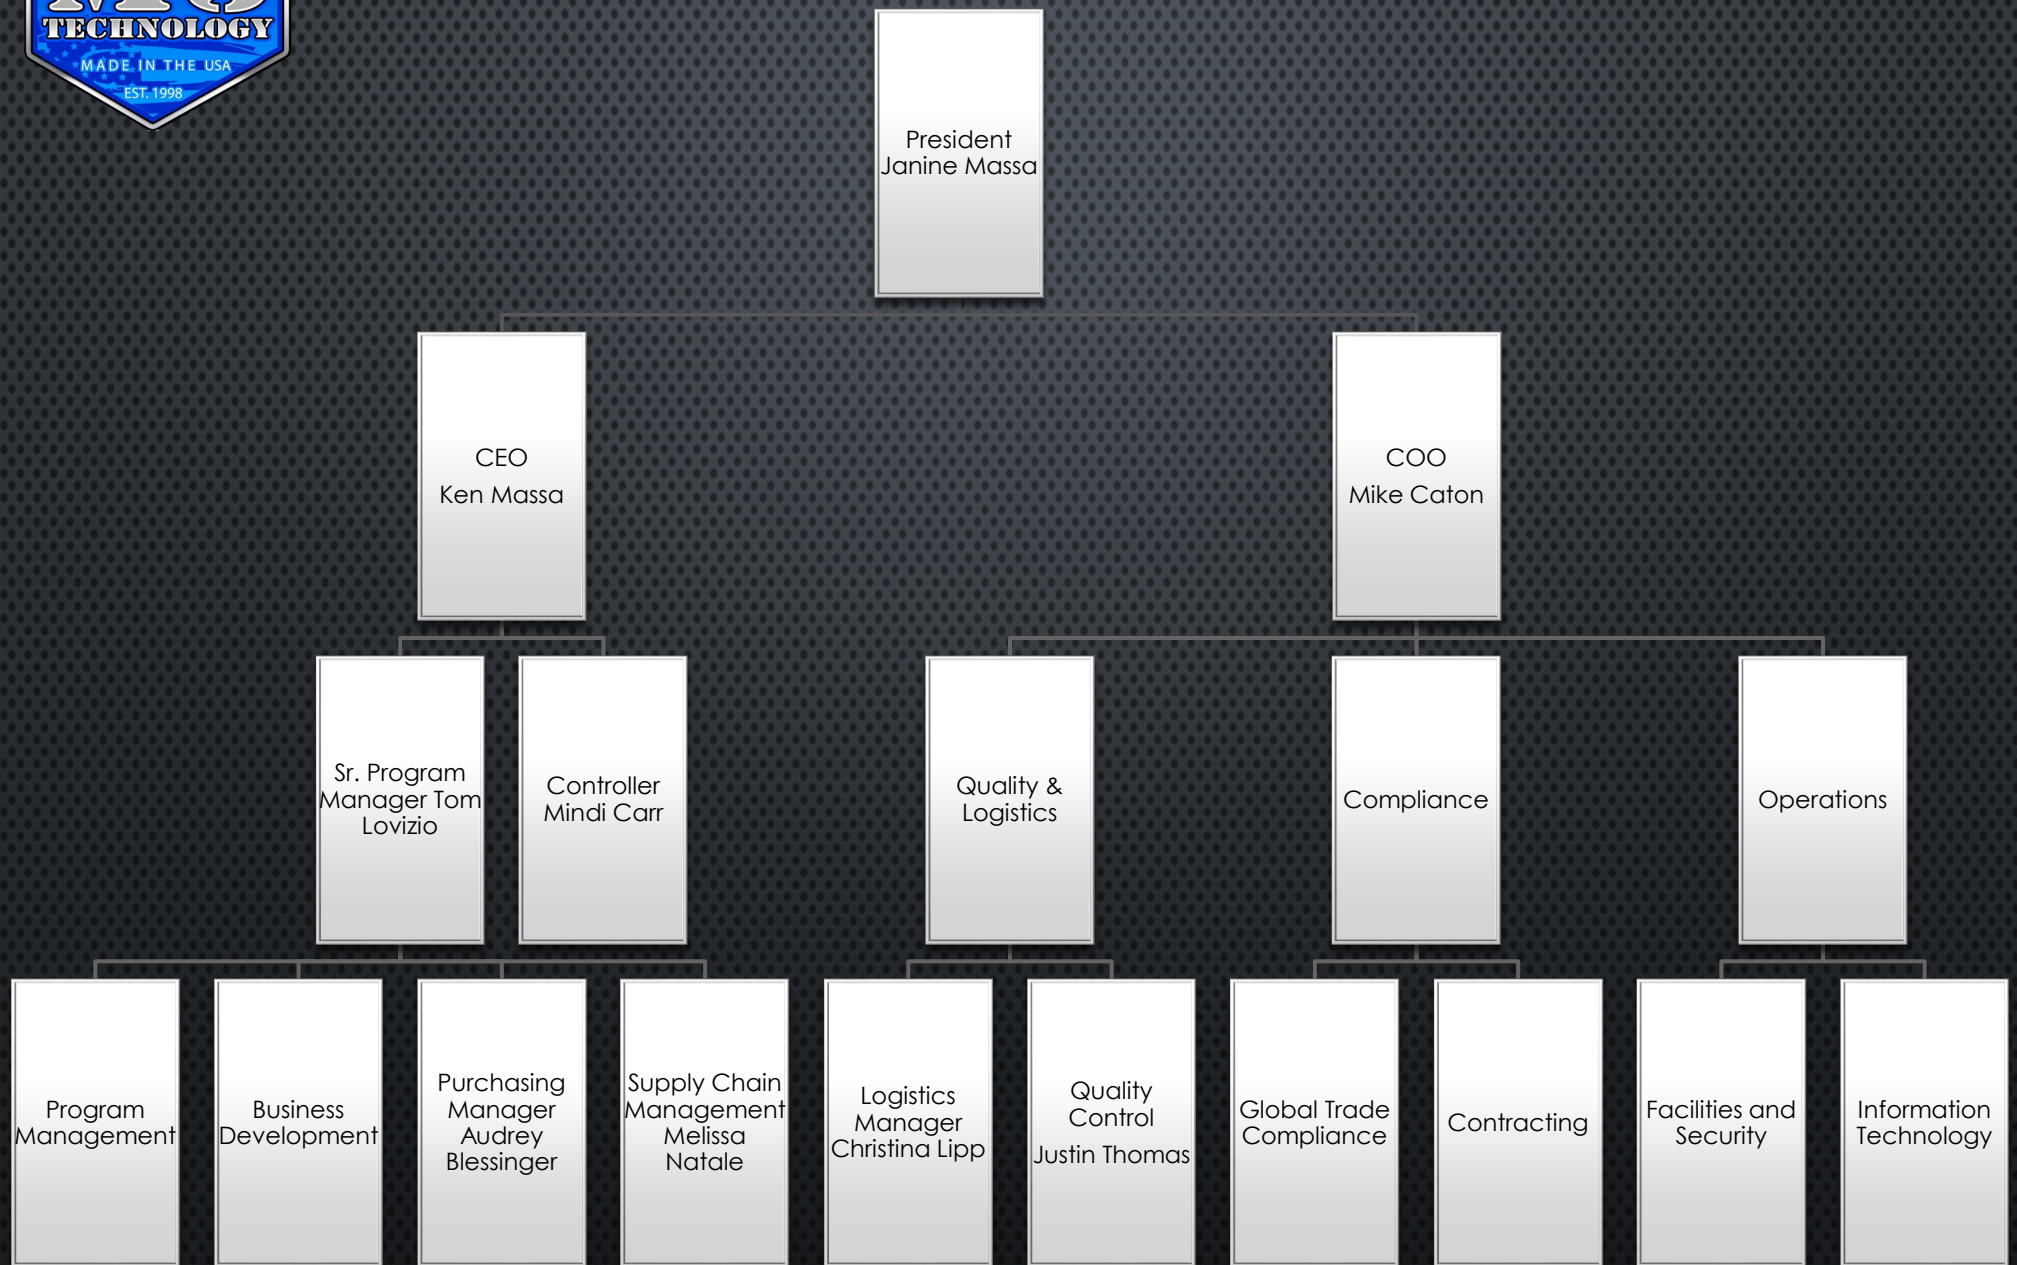 TECHNOLOGY
MADE IN THE USA
EST. 1998
President
Janine Massa
CEO
Ken Massa
COO
Mike Caton
Sr. Program
Manager Tom
Lovizio
Controller
Mindi Carr
Quality &
Logistics
Compliance
Operations
Program
Management
Business
Development
Purchasing
Manager
Audrey
Blessinger
Supply Chain
Management
Melissa
Natale
Logistics
Manager
Christina Lipp
Quality
Control
Justin Thomas
Global Trade
Compliance
Contracting
Facilities and
Security
Information
Technology